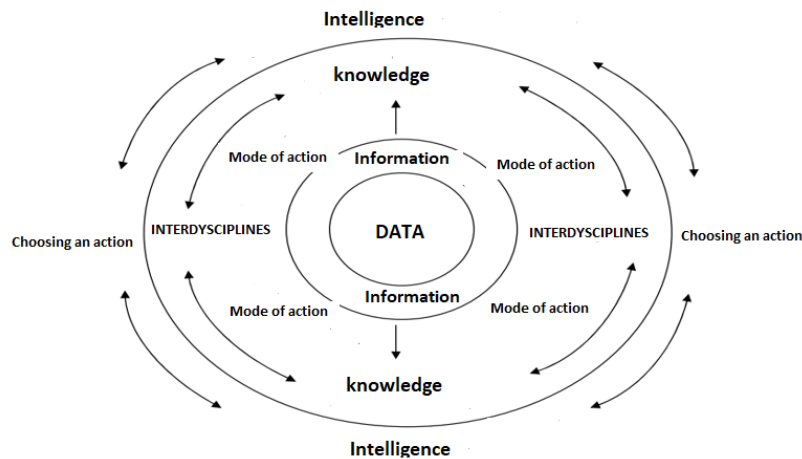 Intelligence
knowledge
Mode of action
Information
Mode of action
Choosing an action
INTERDYSCIPLINES
DATA
INTERDYSCIPLINES
Choosing an action
Mode of action
Information
Mode of action
knowledge
Intelligence